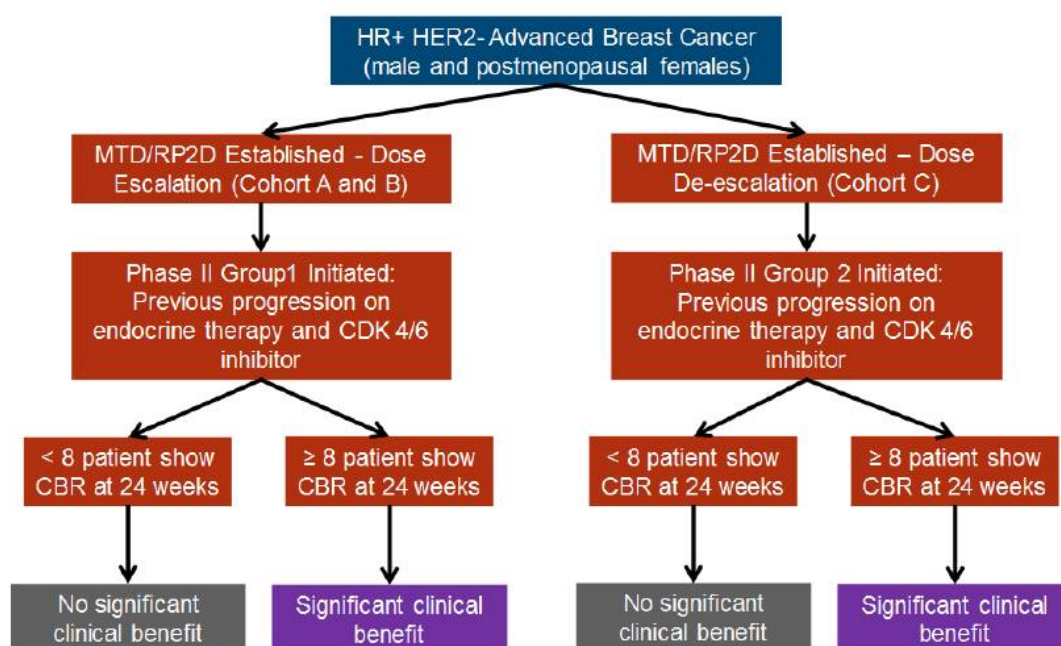 HR+ HER2- Advanced Breast Cancer
(male and postmenopausal females)
MTD/RP2D Established - Dose
Escalation (Cohort A and B)
MTD/RP2D Established – Dose
De-escalation (Cohort C)
Phase II Group1 Initiated:
Previous progression on
endocrine therapy and CDK 4/6
inhibitor
Phase II Group 2 Initiated:
Previous progression on
endocrine therapy and CDK 4/6
inhibitor
< 8 patient show
CBR at 24 weeks
≥ 8 patient show
CBR at 24 weeks
< 8 patient show
CBR at 24 weeks
≥ 8 patient show
CBR at 24 weeks
No significant
clinical benefit
Significant clinical
benefit
No significant
clinical benefit
Significant clinical
benefit